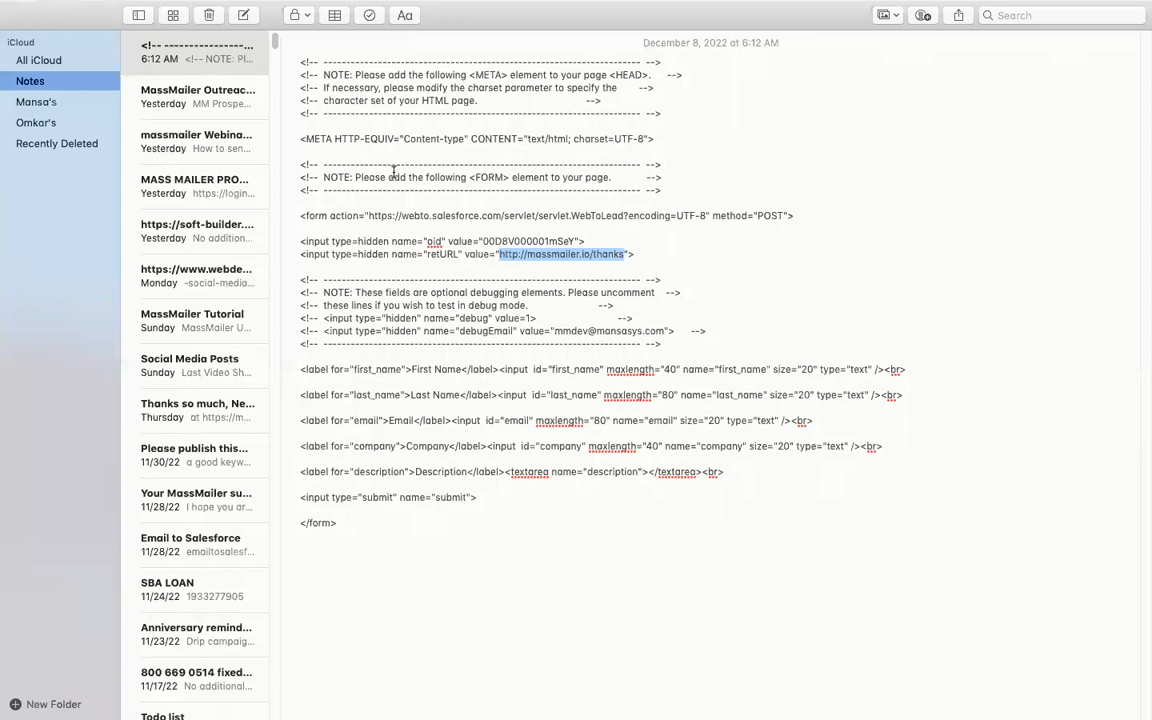 Aa
Search
iCloud
All iCloud
Notes
Mansa's
Omkar's
Recently Deleted
New Folder
<!-- -----------------...
6:12 AM <!-- NOTE: Pl...
MassMailer Outreac...
Yesterday MM Prospe...
massmailer Webina...
Yesterday How to sen...
MASS MAILER PRO...
Yesterday https://login...
https://soft-builder....
Yesterday No addition...
https://www.webde...
Monday -social-media...
MassMailer Tutorial
Sunday MassMailer U...
Social Media Posts
Sunday Last Video Sh...
Thanks so much, Ne...
Thursday at https://m...
Please publish this...
11/30/22 a good keyw...
Your MassMailer su...
11/28/22 I hope you ar...
Email to Salesforce
11/28/22 emailtosalesf...
SBA LOAN
11/24/22 1933277905
Anniversary remind...
11/23/22 Drip campaig...
800 669 0514 fixed...
11/17/22 No additional...
Todo list
December 8, 2022 at 6:12 AM
<!-- ---------------------------------------------------------------------- -->
<!-- NOTE: Please add the following <META> element to your page <HEAD>. -->
<!-- If necessary, please modify the charset parameter to specify the -->
<!-- character set of your HTML page. -->
<!-- ---------------------------------------------------------------------- -->
<META HTTP-EQUIV="Content-type" CONTENT="text/html; charset=UTF-8">
<!-- ---------------------------------------------------------------------- -->
<!-- NOTE: Please add the following <FORM> element to your page. -->
<!-- ---------------------------------------------------------------------- -->
<form action="https://webto.salesforce.com/servlet/servlet.WebToLead?encoding=UTF-8" method="POST">
<input type=hidden name="oid" value="00D8V000001mSeY">
<input type=hidden name="retURL" value="http://massmailer.io/thanks">
<!-- ---------------------------------------------------------------------- -->
<!-- NOTE: These fields are optional debugging elements. Please uncomment -->
<!-- these lines if you wish to test in debug mode. -->
<!-- <input type="hidden" name="debug" value=1> -->
<!-- <input type="hidden" name="debugEmail" value="mmdev@mansasys.com"> -->
<!-- ---------------------------------------------------------------------- -->
<label for="first_name">First Name</label><input id="first_name" maxlength="40" name="first_name" size="20" type="text" /><br>
<label for="last_name">Last Name</label><input id="last_name" maxlength="80" name="last_name" size="20" type="text" /><br>
<label for="email">Email</label><input id="email" maxlength="80" name="email" size="20" type="text" /><br>
<label for="company">Company</label><input id="company" maxlength="40" name="company" size="20" type="text" /><br>
<label for="description">Description</label><textarea name="description"></textarea><br>
<input type="submit" name="submit">
</form>